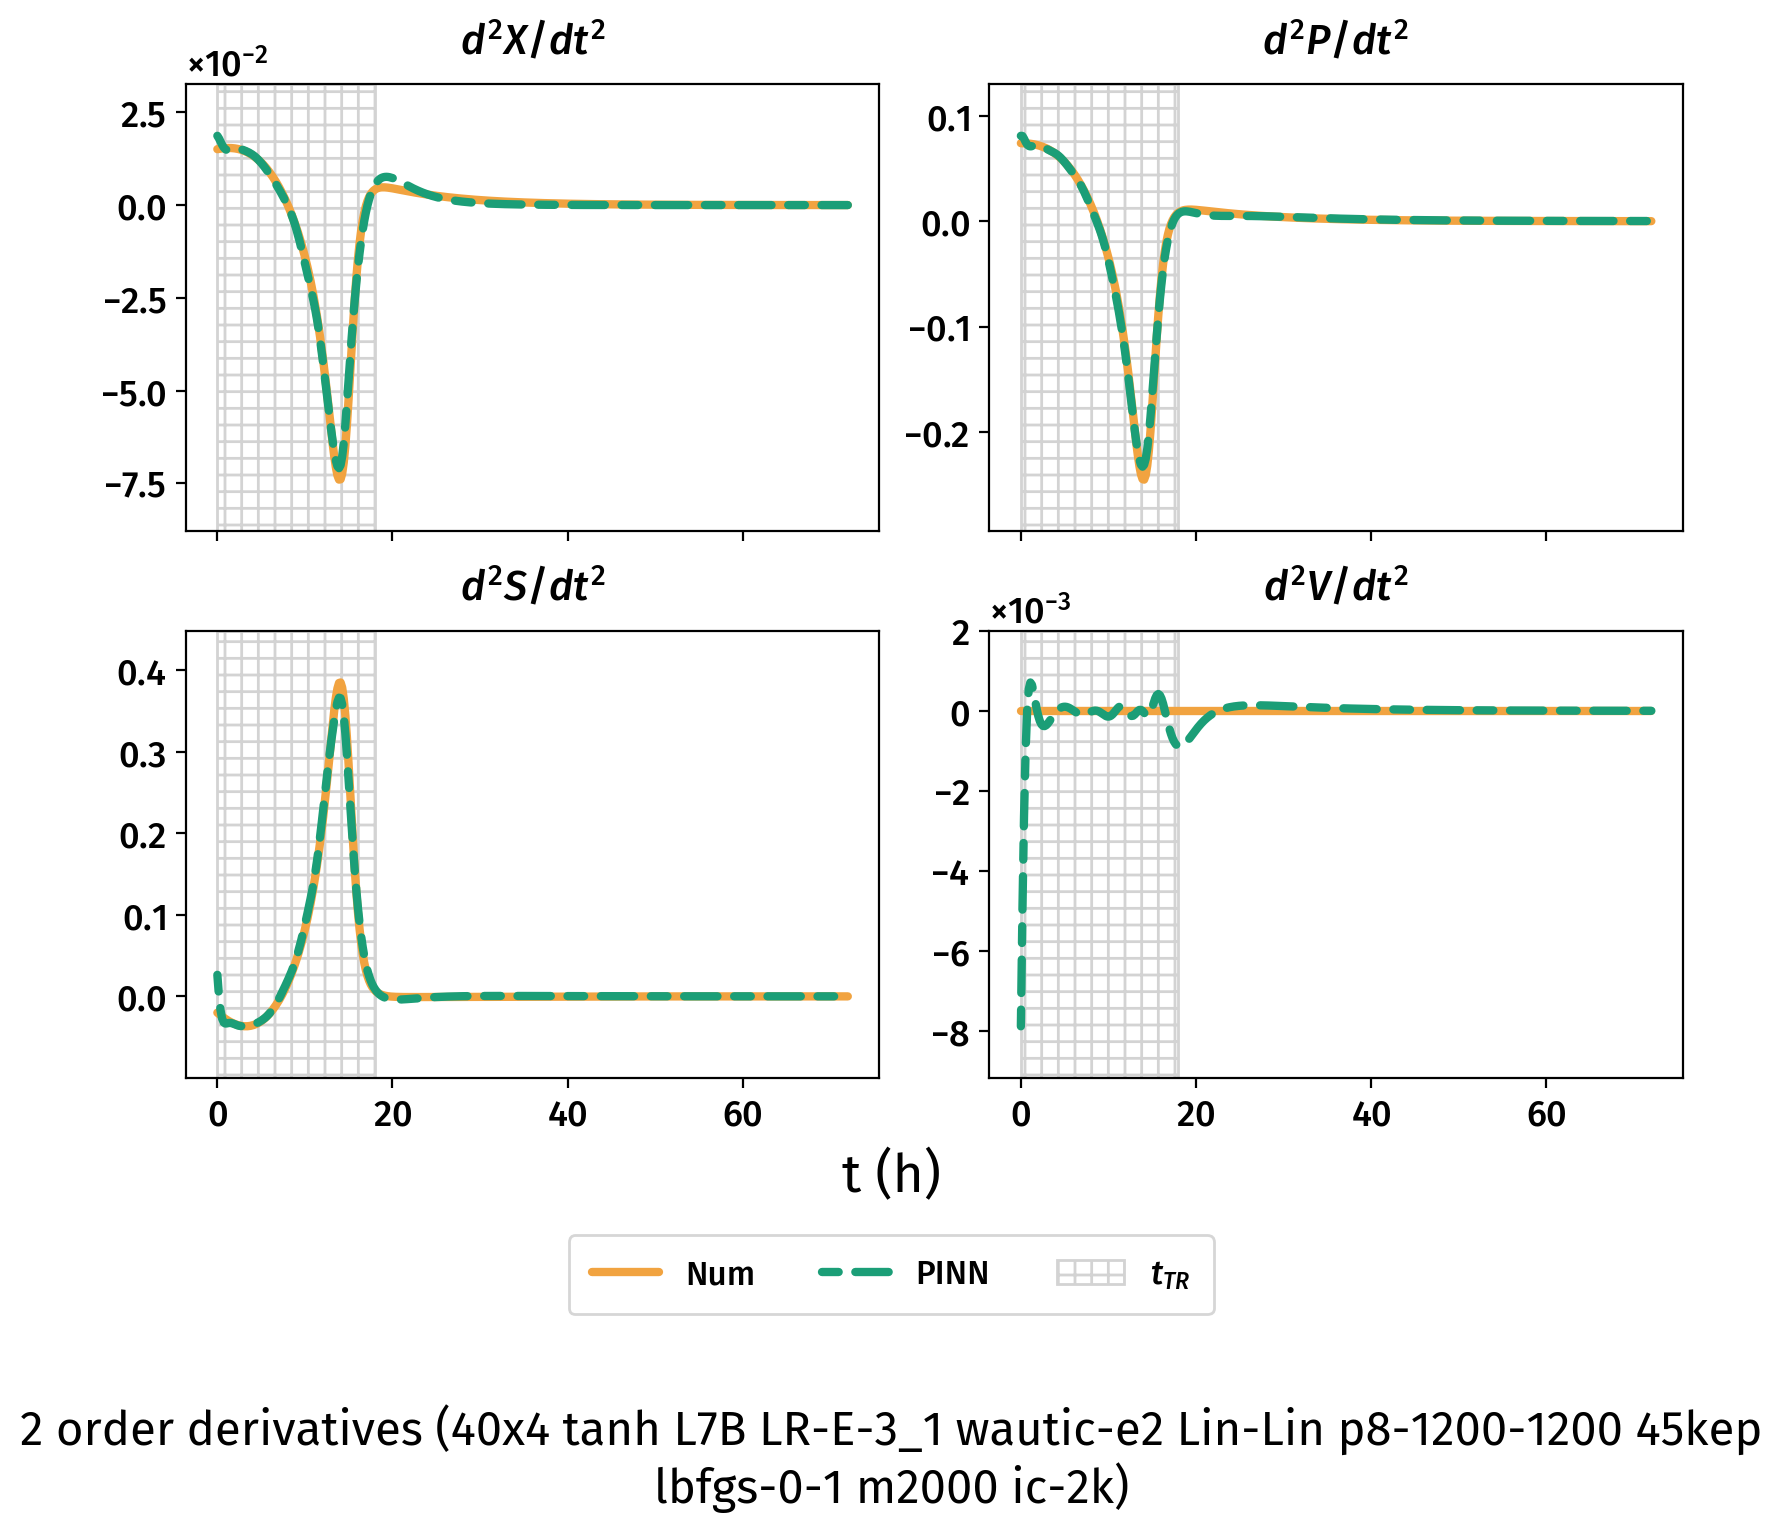 d²X/dt²
×10⁻²
2.5
0.0
−2.5
−5.0
−7.5
d²P/dt²
0.1
0.0
−0.1
−0.2
d²S/dt²
0.4
0.3
0.2
0.1
0.0
0 20 40 60
d²V/dt²
×10⁻³
2
0
−2
−4
−6
−8
0 20 40 60
t (h)
Num PINN t_TR
2 order derivatives (40x4 tanh L7B LR-E-3_1 wautic-e2 Lin-Lin p8-1200-1200 45kep
lbfgs-0-1 m2000 ic-2k)